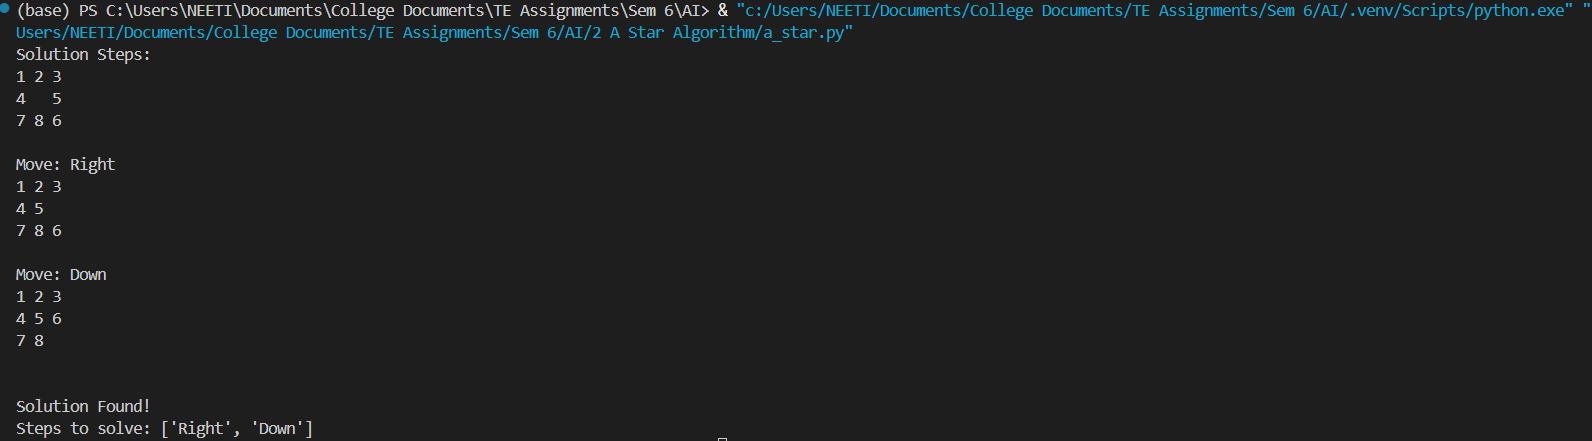 (base) PS C:\Users\NEETI\Documents\College Documents\TE Assignments\Sem 6\AI> & "c:/Users/NEETI/Documents/College Documents/TE Assignments/Sem 6/AI/.venv/Scripts/python.exe" "
Users/NEETI/Documents/College Documents/TE Assignments/Sem 6/AI/2 A Star Algorithm/a_star.py"
Solution Steps:
1 2 3
4   5
7 8 6
Move: Right
1 2 3
4 5
7 8 6
Move: Down
1 2 3
4 5 6
7 8
Solution Found!
Steps to solve: ['Right', 'Down']